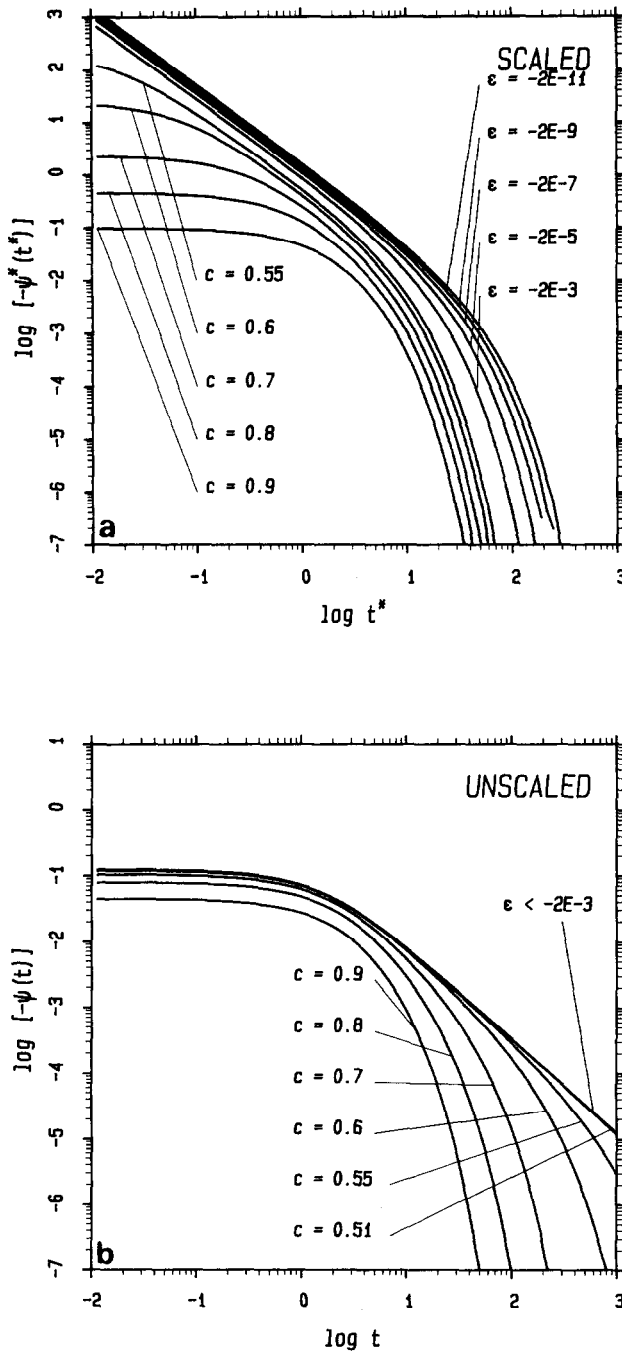 SCALED
ε = -2E-11
ε = -2E-9
ε = -2E-7
ε = -2E-5
ε = -2E-3
c = 0.55
c = 0.6
c = 0.7
c = 0.8
c = 0.9
log [-ψ*(t*)]
3
2
1
0
-1
-2
-3
-4
-5
-6
-7
a
-2
-1
0
1
2
3
log t*
UNSCALED
ε < -2E-3
c = 0.9
c = 0.8
c = 0.7
c = 0.6
c = 0.55
c = 0.51
log [-ψ(t)]
1
0
-1
-2
-3
-4
-5
-6
-7
b
-2
-1
0
1
2
3
log t